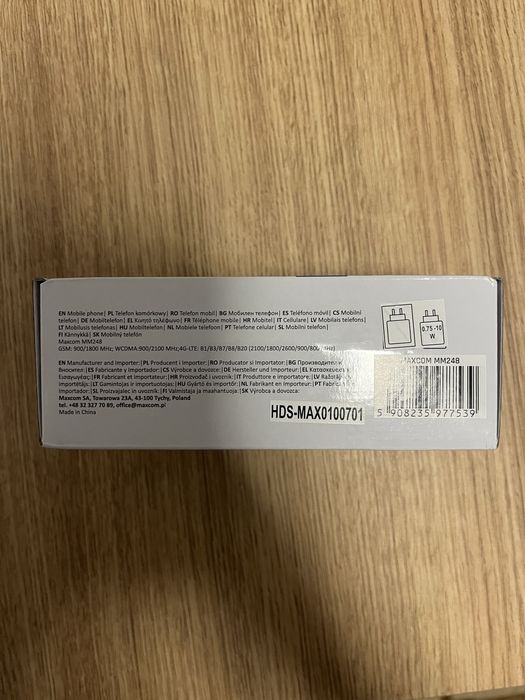 EN Mobile phone| PL Telefon komórkowy| RO Telefon mobil| BG Мобилен телефон| ES Teléfono móvil| CS Mobilní
telefon| DE Mobiltelefon| EL Κινητό τηλέφωνο| FR Téléphone mobile| HR Mobitel| IT Cellulare| LV Mobilais telefons|
LT Mobilusis telefonas| HU Mobiltelefon| NL Mobiele telefoon| PT Telefone celular| SL Mobilni telefon|
FI Kännykkä| SK Mobilný telefón
Maxcom MM248
GSM: 900/1800 MHz; WCDMA 900/2100 MHz;4G-LTE: B1/B3/B7/B8/B20 (2100/1800/2600/900/800
EN Manufacturer and Importer| PL Producent i Importer| RO Producator si Importator| BG Производител и
Вносител| ES Fabricante y Importador| CS Výrobce a dovozce| DE Hersteller und Importeur| EL
Εισαγωγέας| FR Fabricant et Importateur| HR Proizvođač i uvoznik| IT Produttore e importatore| LV
importētājs| LT Gamintojas ir importuotojas| HU Gyártó és importőr| NL Fabrikant en Importeur| PT
Importador| SL Proizvajalec in uvoznik| FI Valmistaja ja maahantuoja| SK Výrobca a dovozca:
Maxcom SA, Towarowa 23A, 43-100 Tychy, Poland
tel. +48 32 327 70 89, office@maxcom.pl
Made in China
HDS-MAX0100701
0.75 -10
W
MAXCOM MM248
5 908235 977539